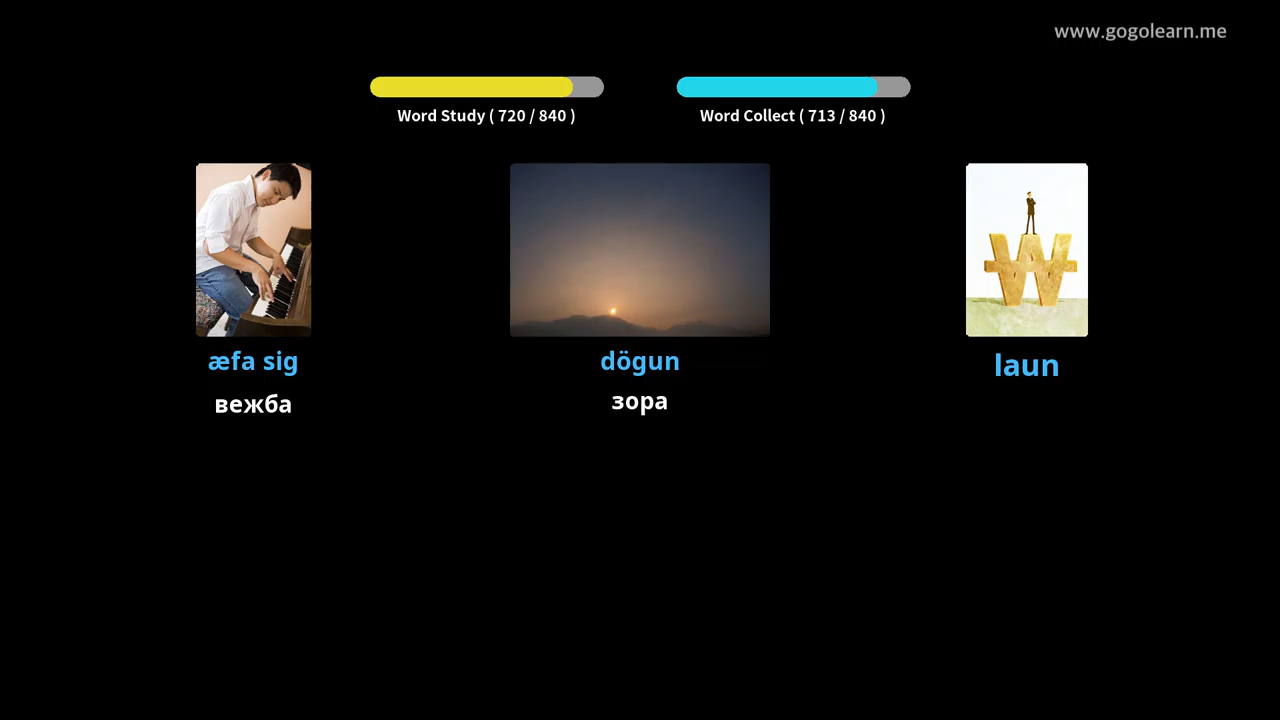 www.gogolearn.me
Word Study ( 720 / 840 )
Word Collect ( 713 / 840 )
æfa sig
dögun
laun
вежба
зора